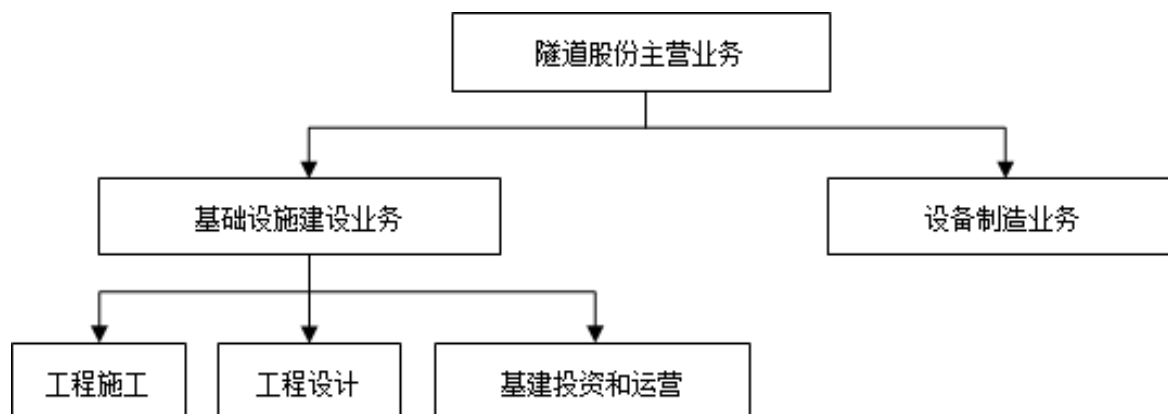 隧道股份主营业务
基础设施建设业务
设备制造业务
工程施工
工程设计
基建投资和运营